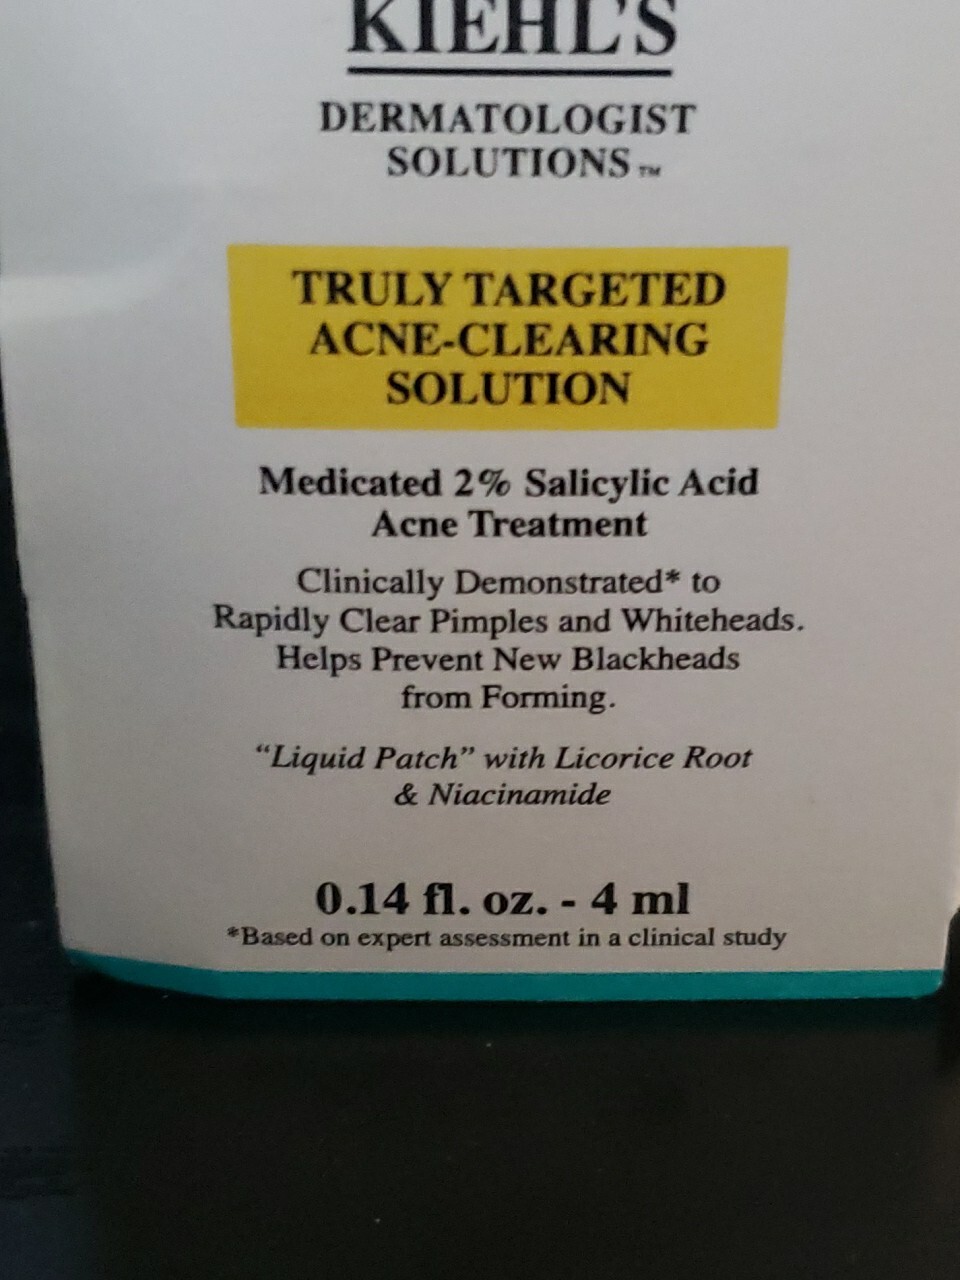 KIEHL'S
DERMATOLOGIST
SOLUTIONS™
TRULY TARGETED
ACNE-CLEARING
SOLUTION
Medicated 2% Salicylic Acid
Acne Treatment
Clinically Demonstrated* to
Rapidly Clear Pimples and Whiteheads.
Helps Prevent New Blackheads
from Forming.
“Liquid Patch” with Licorice Root
& Niacinamide
0.14 fl. oz. - 4 ml
*Based on expert assessment in a clinical study